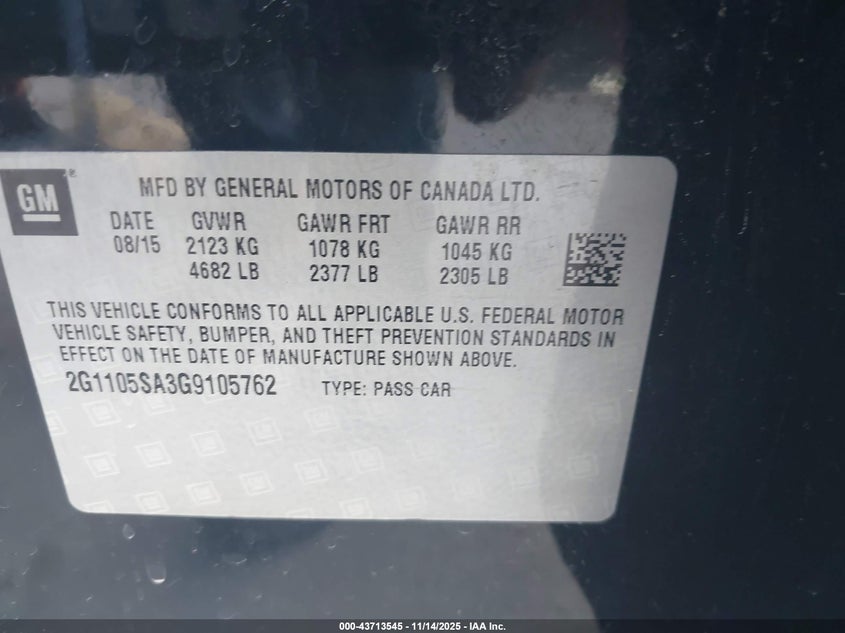 GM
MFD BY GENERAL MOTORS OF CANADA LTD.
DATE GVWR GAWR FRT GAWR RR
08/15 2123 KG 1078 KG 1045 KG
4682 LB 2377 LB 2305 LB
THIS VEHICLE CONFORMS TO ALL APPLICABLE U.S. FEDERAL MOTOR
VEHICLE SAFETY, BUMPER, AND THEFT PREVENTION STANDARDS IN
EFFECT ON THE DATE OF MANUFACTURE SHOWN ABOVE.
2G1105SA3G9105762 TYPE: PASS CAR
000-43713545 - 11/14/2025 - IAA Inc.